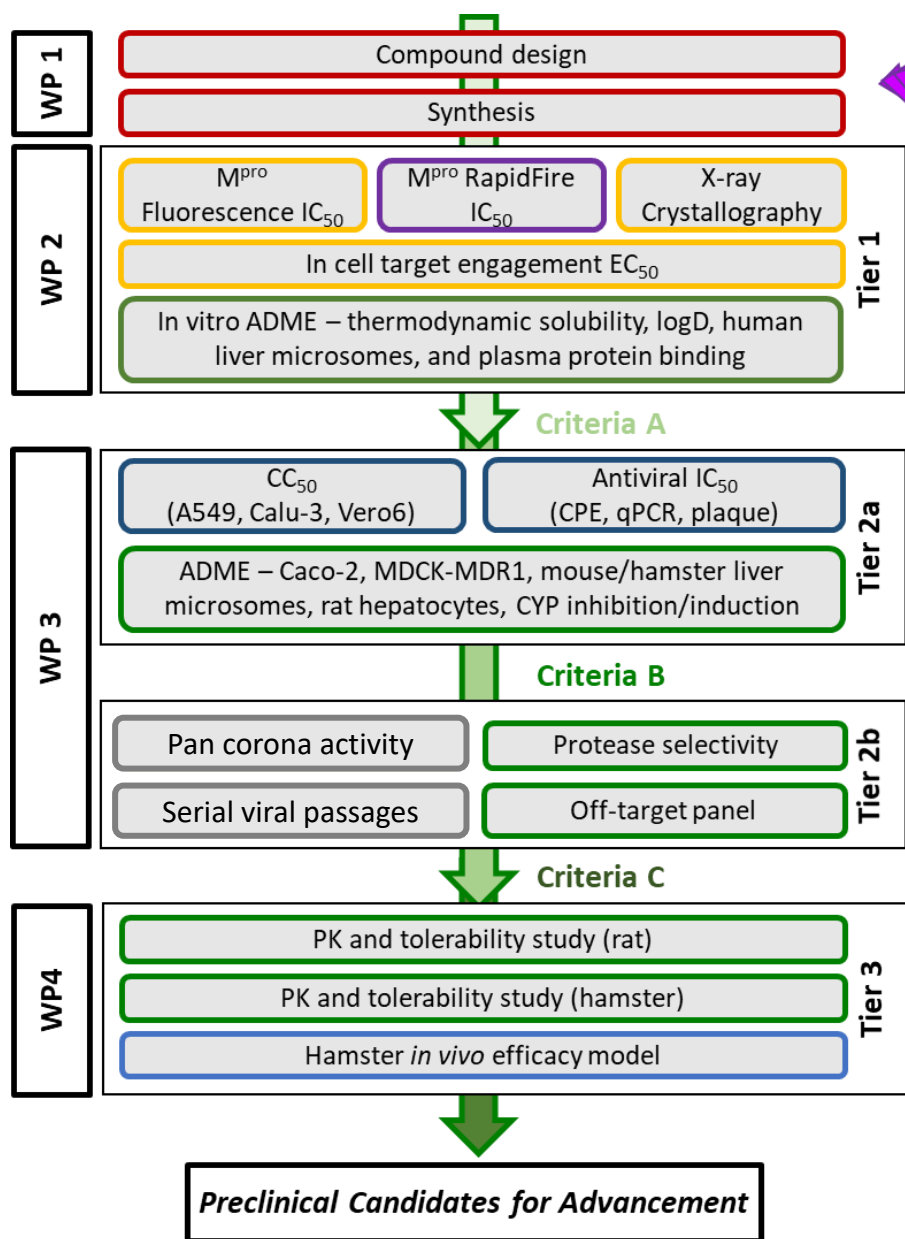 WP 1
Compound design
Synthesis
WP 2
Mᵖʳᵒ
Fluorescence IC₅₀
Mᵖʳᵒ RapidFire
IC₅₀
X-ray
Crystallography
In cell target engagement EC₅₀
In vitro ADME – thermodynamic solubility, logD, human
liver microsomes, and plasma protein binding
Tier 1
Criteria A
WP 3
CC₅₀
(A549, Calu-3, Vero6)
Antiviral IC₅₀
(CPE, qPCR, plaque)
ADME – Caco-2, MDCK-MDR1, mouse/hamster liver
microsomes, rat hepatocytes, CYP inhibition/induction
Tier 2a
Criteria B
Pan corona activity
Protease selectivity
Serial viral passages
Off-target panel
Tier 2b
Criteria C
WP4
PK and tolerability study (rat)
PK and tolerability study (hamster)
Hamster in vivo efficacy model
Tier 3
Preclinical Candidates for Advancement